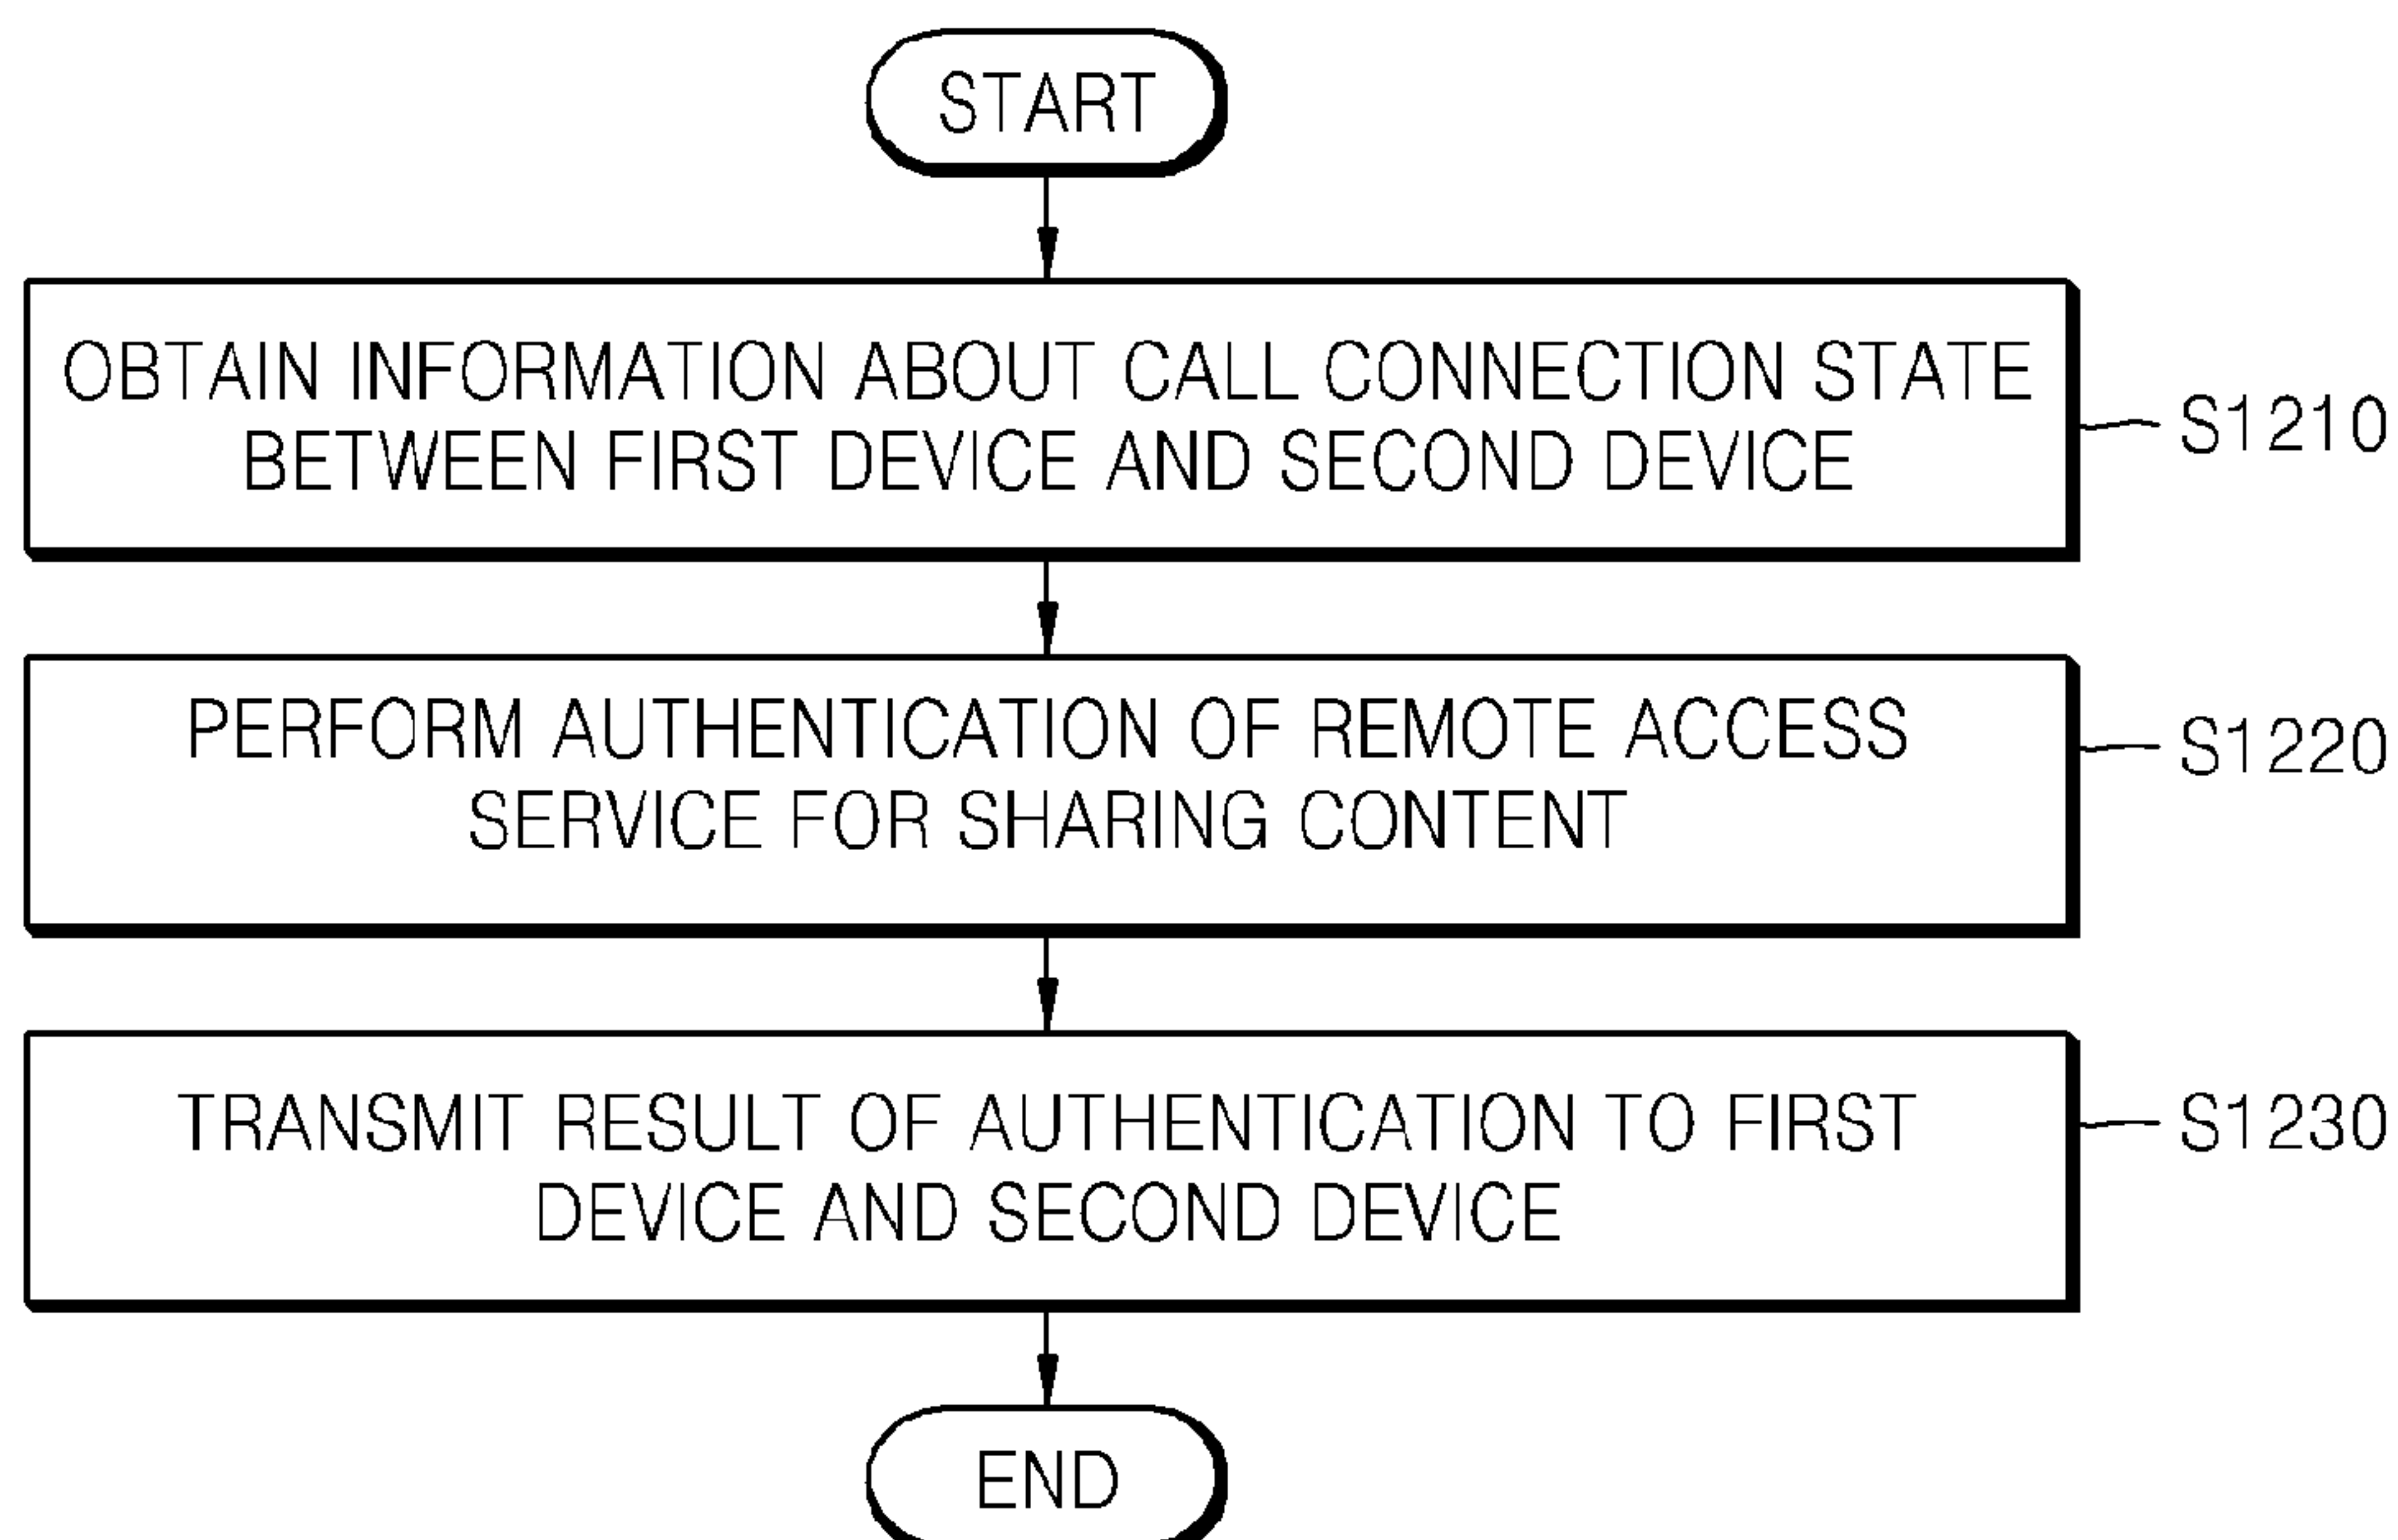 START
OBTAIN INFORMATION ABOUT CALL CONNECTION STATE
BETWEEN FIRST DEVICE AND SECOND DEVICE
S1210
PERFORM AUTHENTICATION OF REMOTE ACCESS
SERVICE FOR SHARING CONTENT
S1220
TRANSMIT RESULT OF AUTHENTICATION TO FIRST
DEVICE AND SECOND DEVICE
S1230
END